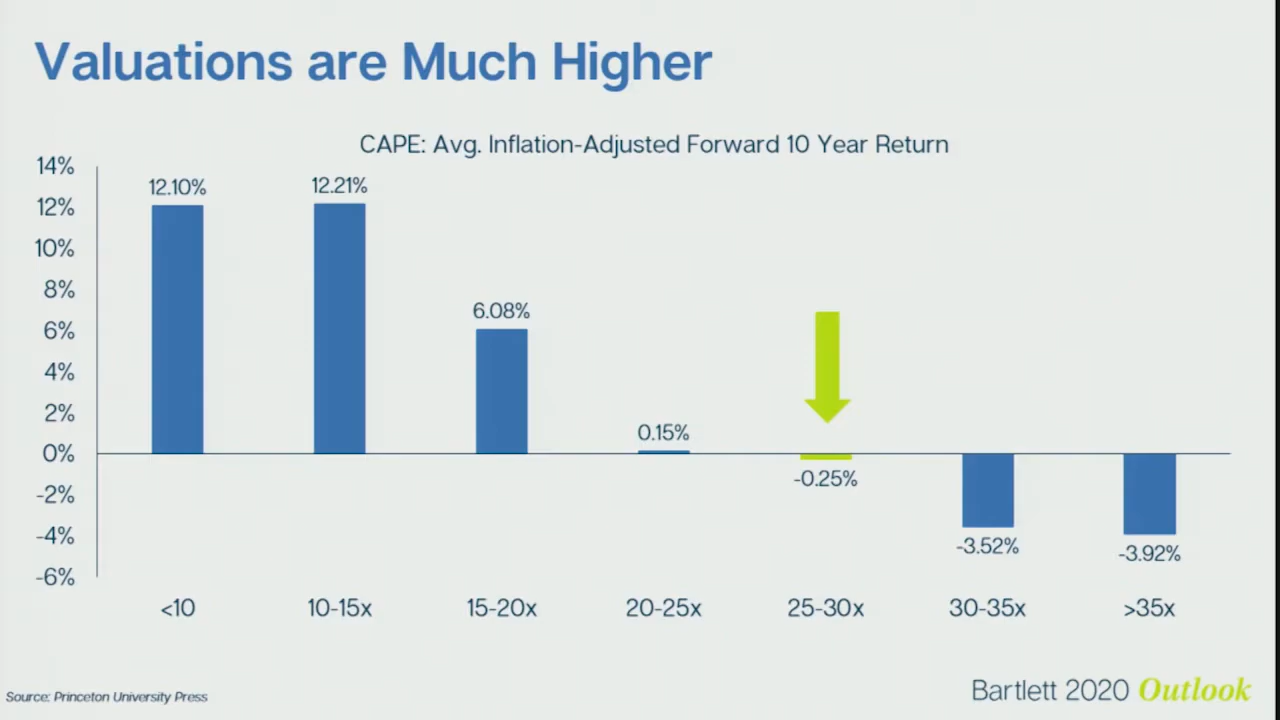 Valuations are Much Higher
CAPE: Avg. Inflation-Adjusted Forward 10 Year Return
14%
12%
10%
8%
6%
4%
2%
0%
-2%
-4%
-6%
12.10%
12.21%
6.08%
0.15%
-0.25%
-3.52%
-3.92%
<10
10-15x
15-20x
20-25x
25-30x
30-35x
>35x
Source: Princeton University Press
Bartlett 2020 Outlook